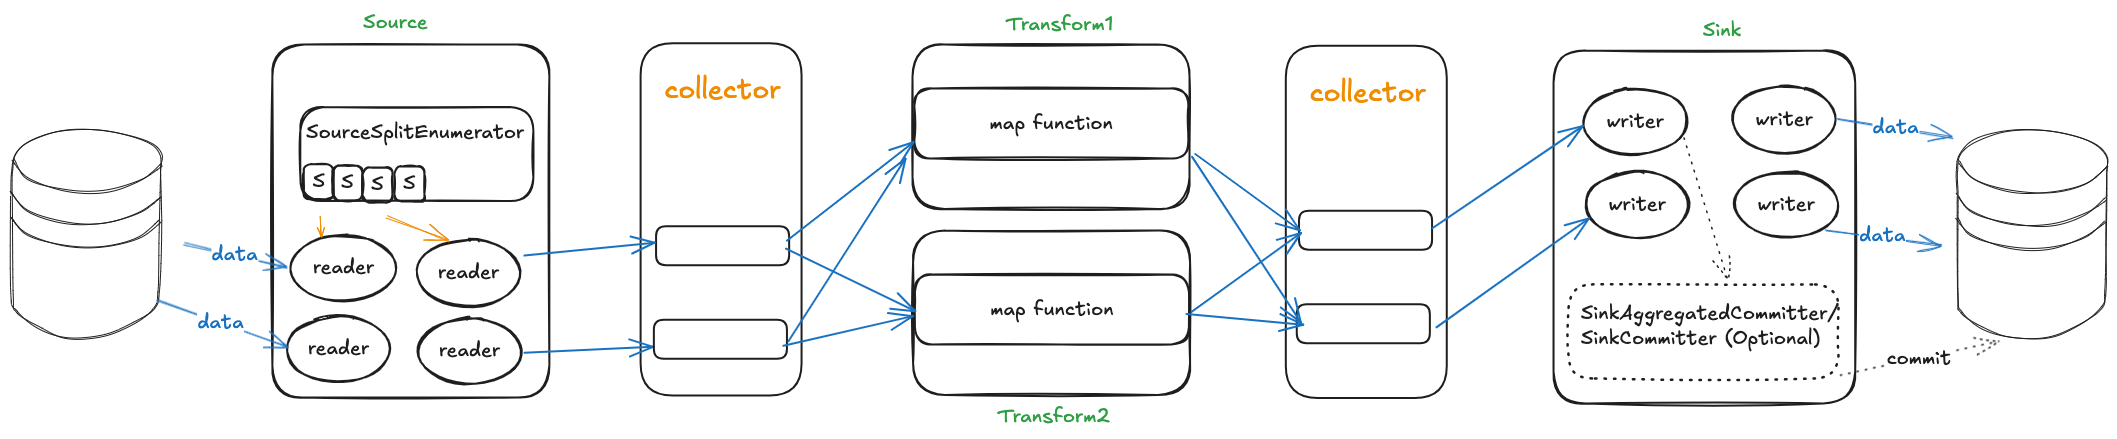 Source
SourceSplitEnumerator
S S S S
data
data
reader
reader
reader
reader
collector
Transform1
map function
map function
Transform2
collector
Sink
writer
writer
writer
writer
SinkAggregatedCommitter/
SinkCommitter (Optional)
data
data
commit